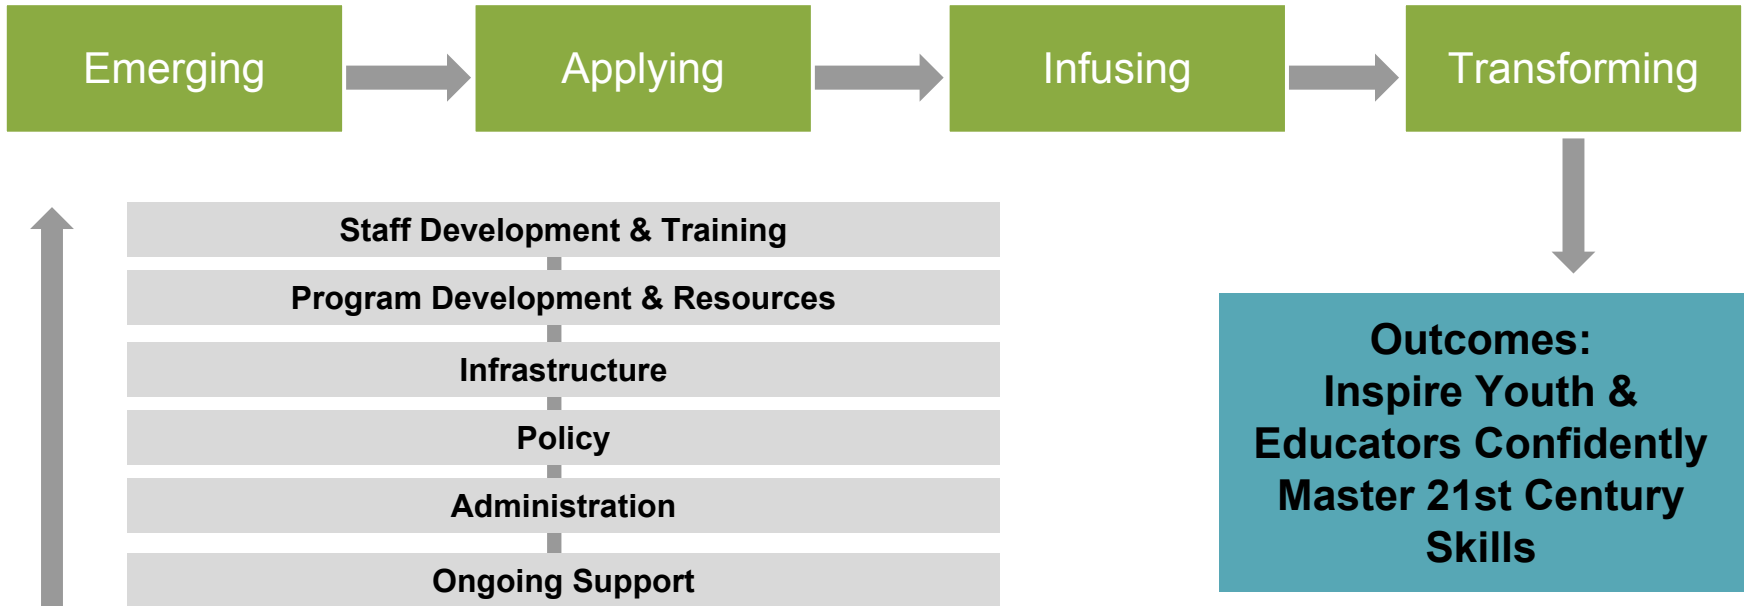 Emerging
Applying
Infusing
Transforming
Staff Development & Training
Program Development & Resources
Infrastructure
Policy
Administration
Ongoing Support
Outcomes:
Inspire Youth &
Educators Confidently
Master 21st Century
Skills